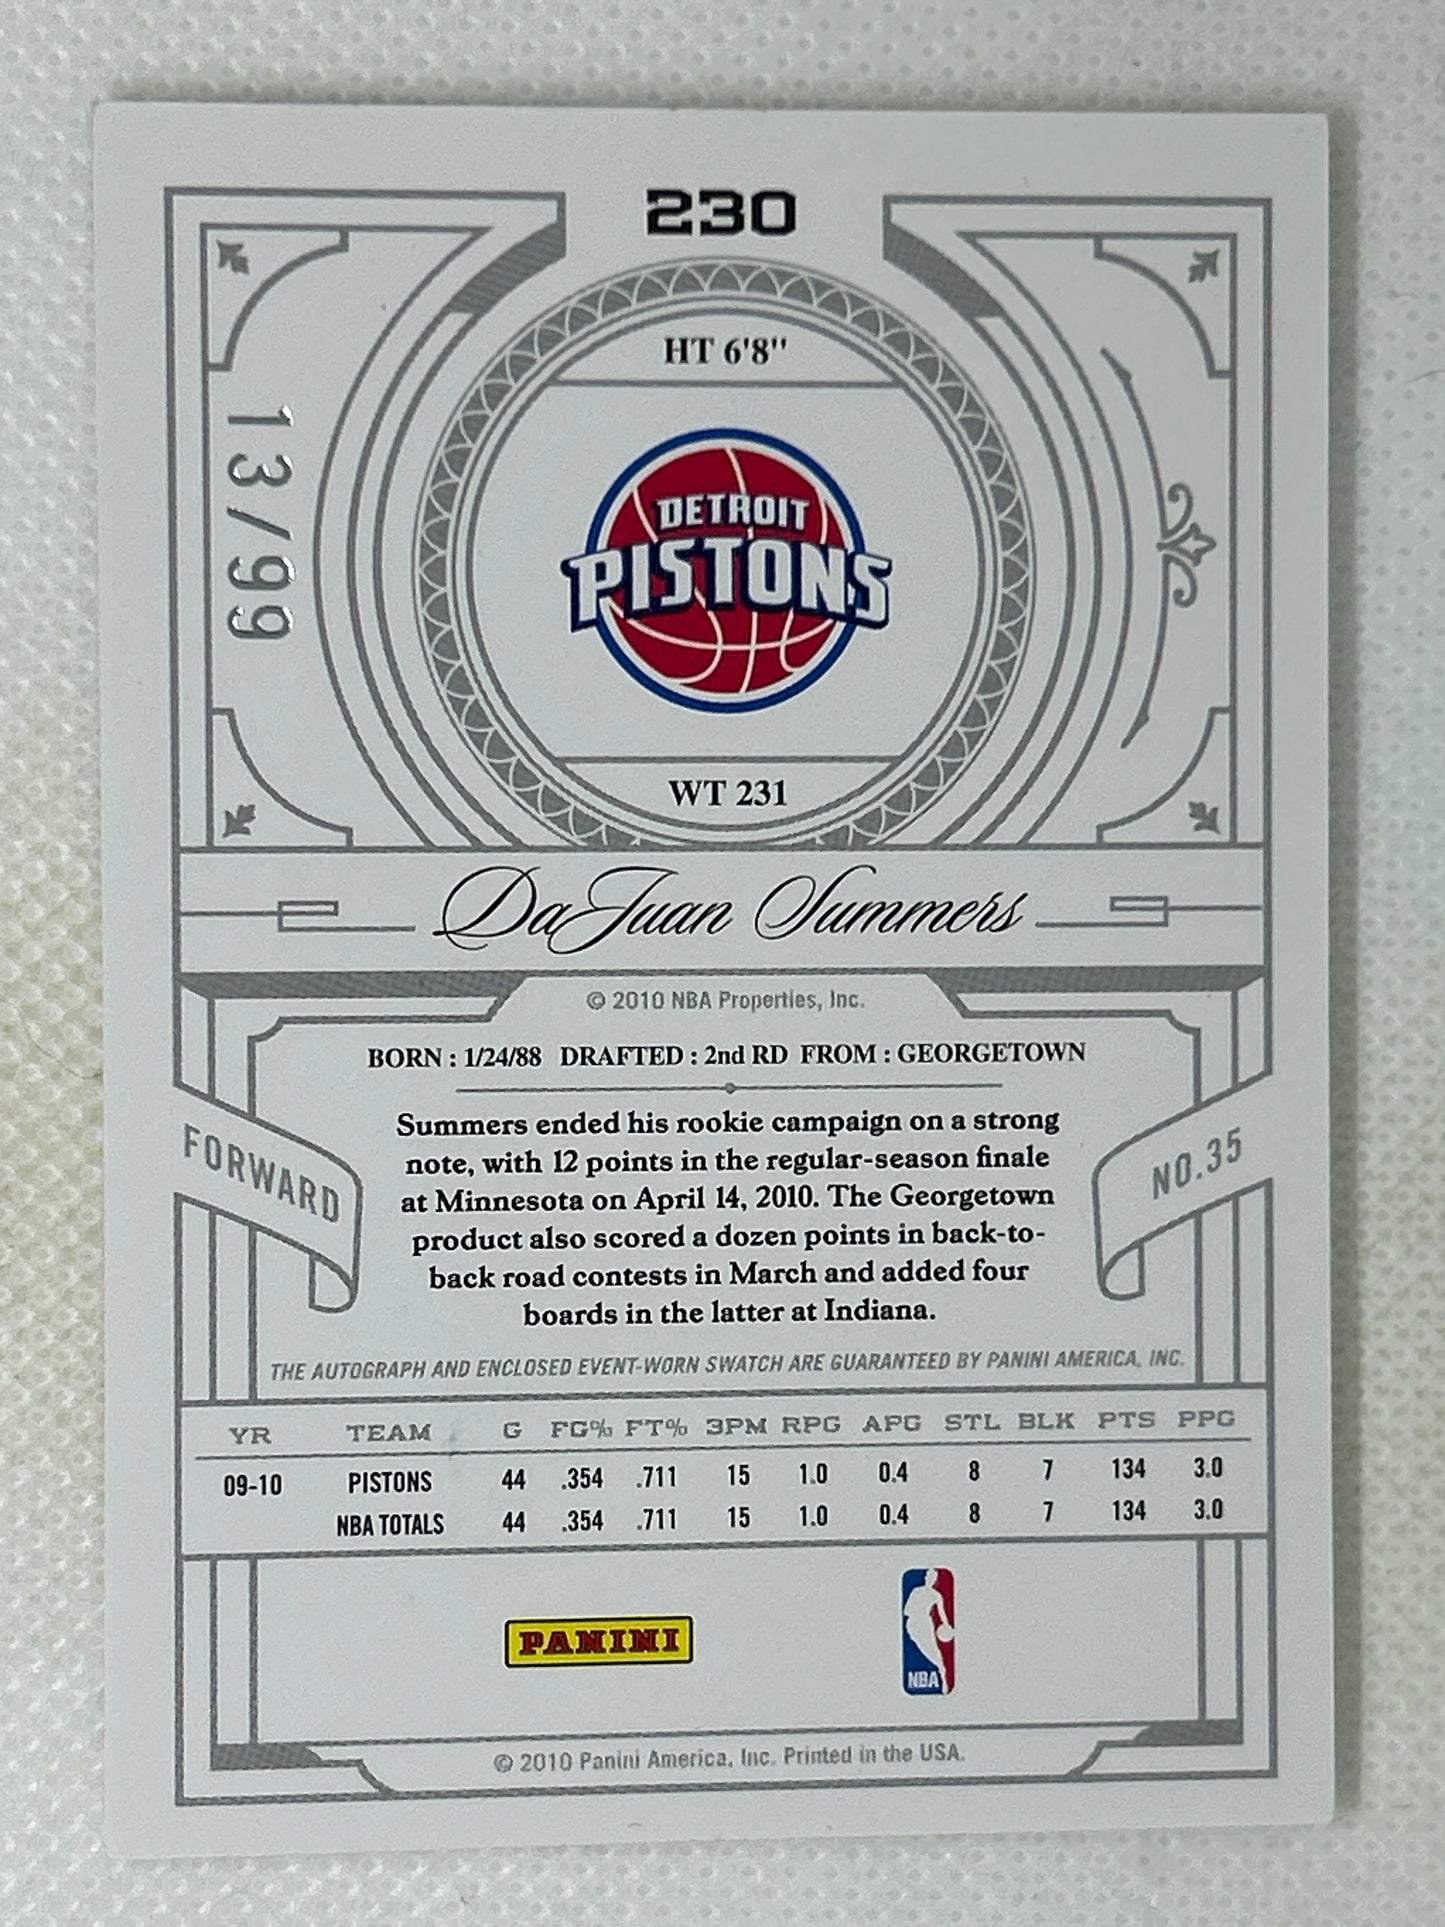 230
HT 6'8"
13/99
DETROIT
PISTONS
WT 231
DaJuan Summers
© 2010 NBA Properties, Inc.
BORN : 1/24/88 DRAFTED : 2nd RD FROM : GEORGETOWN
FORWARD
NO.35
Summers ended his rookie campaign on a strong
note, with 12 points in the regular-season finale
at Minnesota on April 14, 2010. The Georgetown
product also scored a dozen points in back-to-
back road contests in March and added four
boards in the latter at Indiana.
THE AUTOGRAPH AND ENCLOSED EVENT-WORN SWATCH ARE GUARANTEED BY PANINI AMERICA, INC.
YR TEAM G FG% FT% 3PM RPG APG STL BLK PTS PPG
09-10 PISTONS 44 .354 .711 15 1.0 0.4 8 7 134 3.0
NBA TOTALS 44 .354 .711 15 1.0 0.4 8 7 134 3.0
PANINI
NBA
© 2010 Panini America, Inc. Printed in the USA.